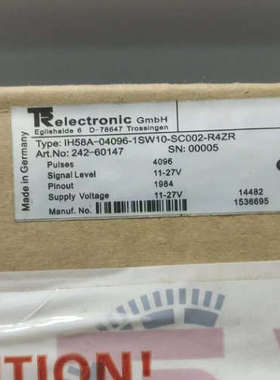 TR electronic GmbH
Eglishalde 6 D-78647 Trossingen
Made in Germany
Type: IH58A-04096-1SW10-SC002-R4ZR
Art.No: 242-60147 SN: 00005
Pulses 4096
Signal Level 11-27V
Pinout 1984
Supply Voltage 11-27V
14482
Manuf. No. 1536695
TION!